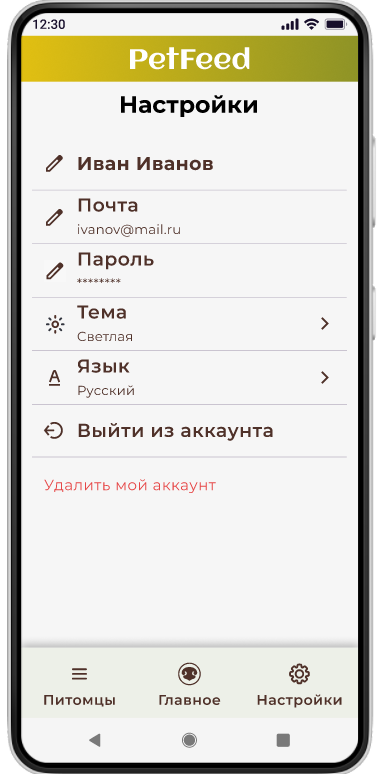 12:30
PetFeed
Настройки
Иван Иванов
Почта
ivanov@mail.ru
Пароль
********
Тема
Светлая
Язык
Русский
Выйти из аккаунта
Удалить мой аккаунт
Питомцы Главное Настройки